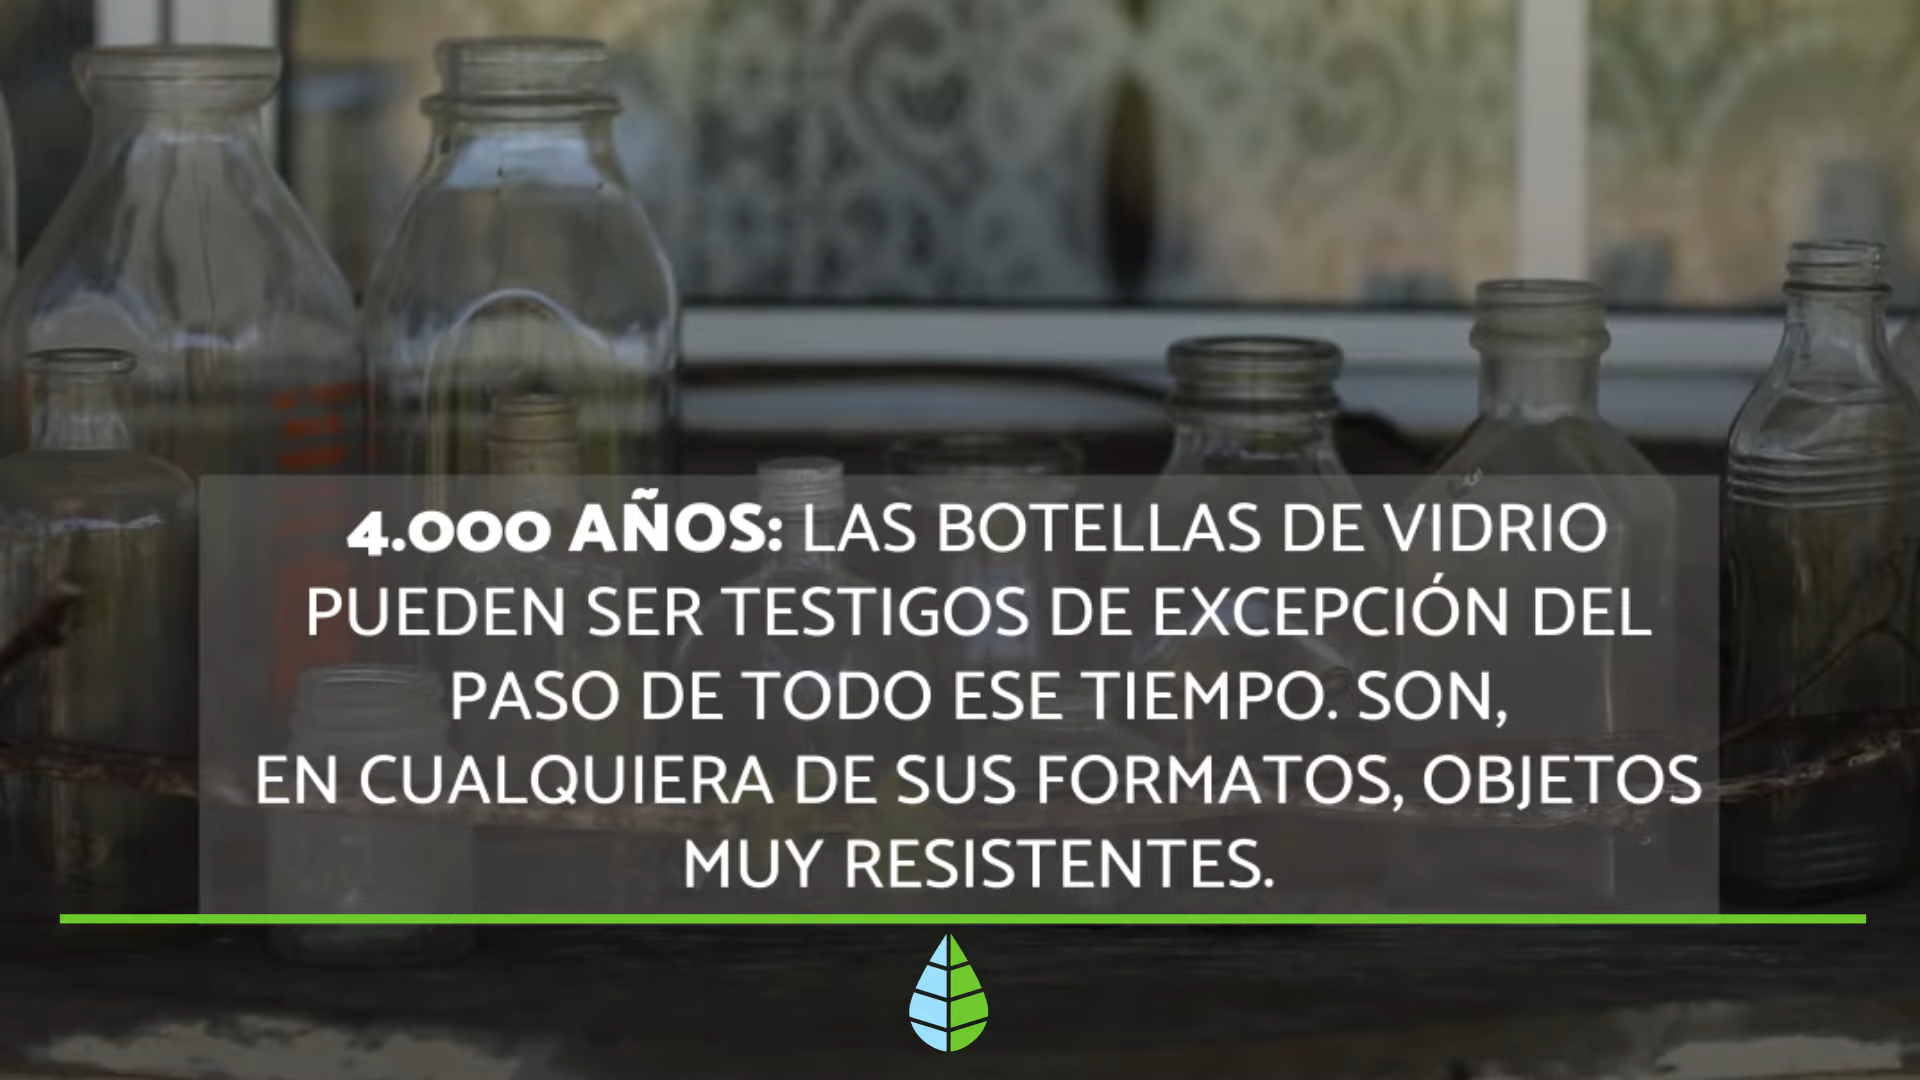 4.000 AÑOS: LAS BOTELLAS DE VIDRIO
PUEDEN SER TESTIGOS DE EXCEPCIÓN DEL
PASO DE TODO ESE TIEMPO. SON,
EN CUALQUIERA DE SUS FORMATOS, OBJETOS
MUY RESISTENTES.